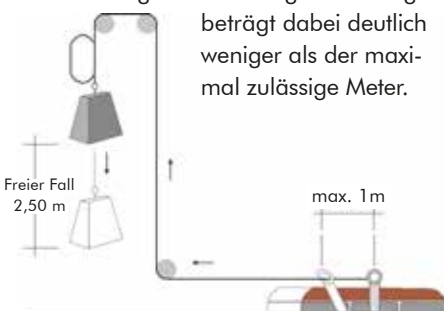 beträgt dabei deutlich
weniger als der maxi-
mal zulässige Meter.
Freier Fall
2,50 m
max. 1m